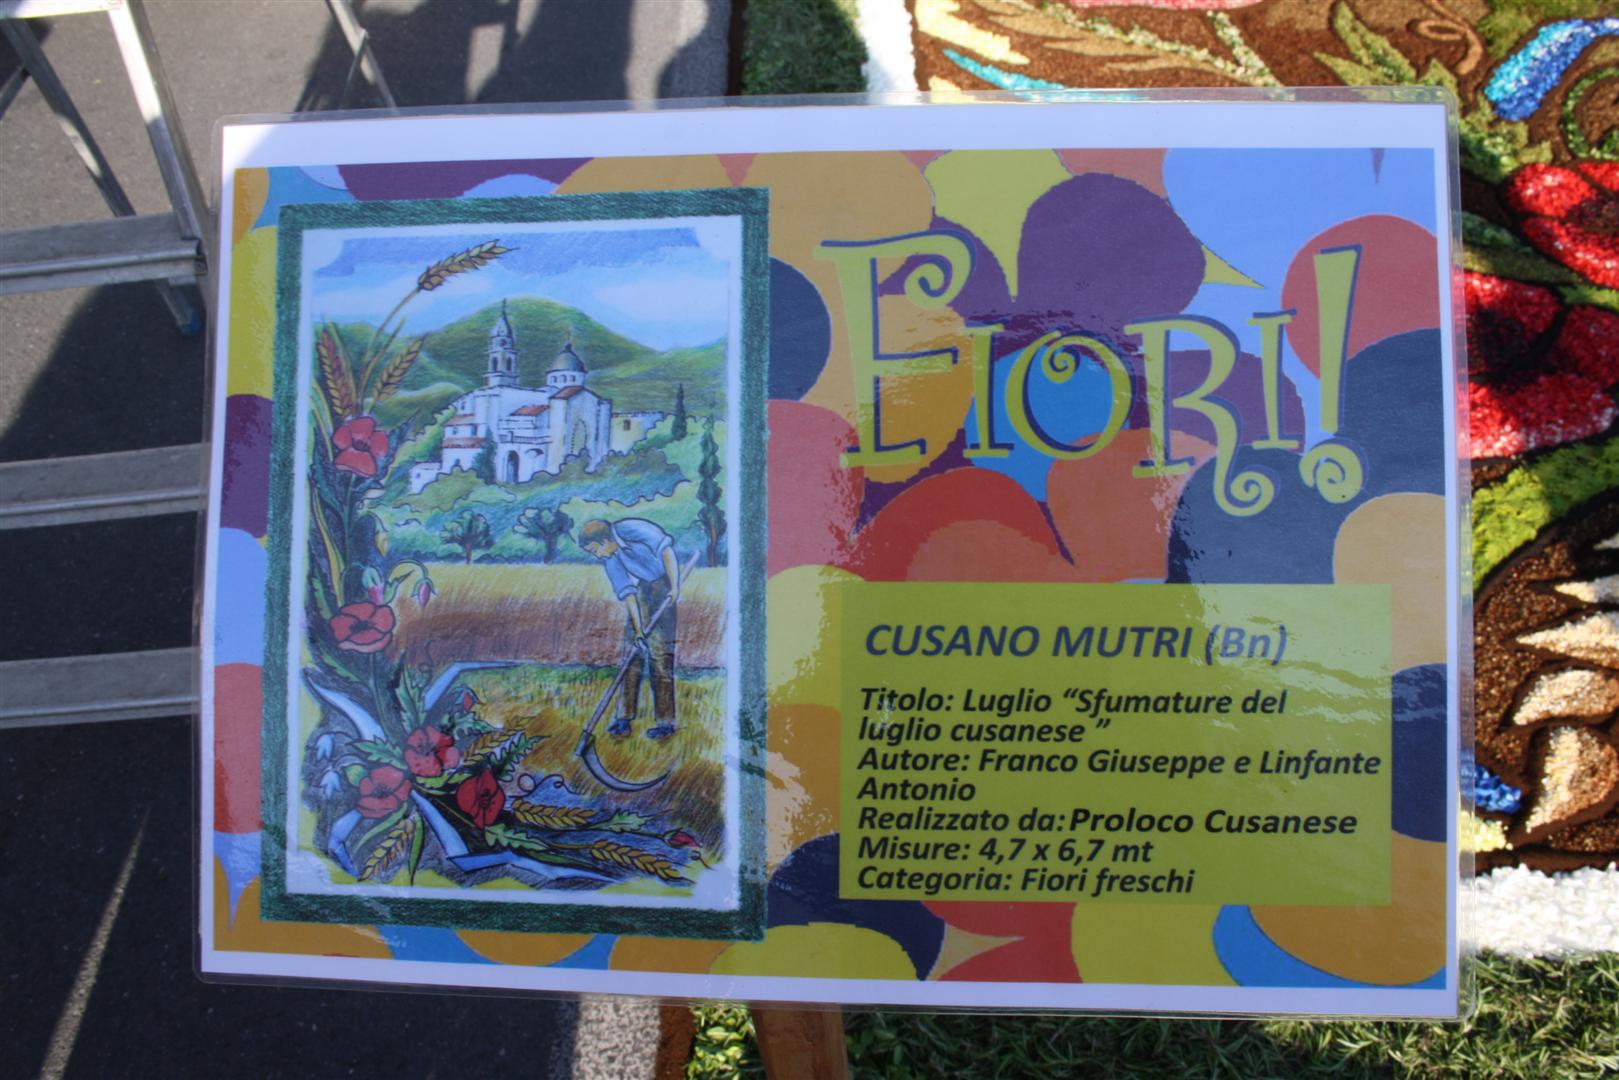 FIORI!
CUSANO MUTRI (Bn)
Titolo: Luglio “Sfumature del
luglio cusanese ”
Autore: Franco Giuseppe e Linfante
Antonio
Realizzato da: Proloco Cusanese
Misure: 4,7 x 6,7 mt
Categoria: Fiori freschi